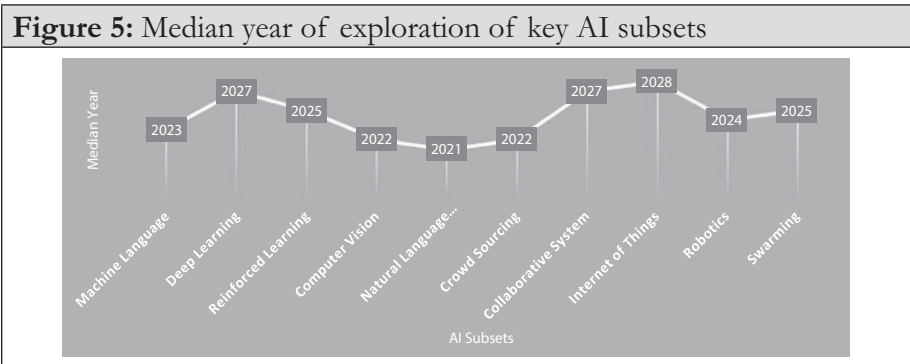 Figure 5: Median year of exploration of key AI subsets
Median Year
2023
2027
2025
2022
2021
2022
2027
2028
2024
2025
Machine Language
Deep Learning
Reinforced Learning
Computer Vision
Natural Language...
Crowd Sourcing
Collaborative System
Internet of Things
Robotics
Swarming
AI Subsets